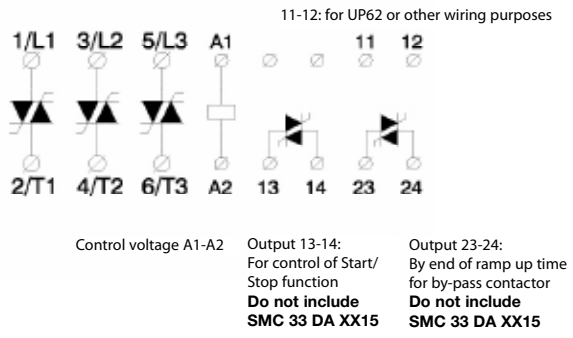 11-12: for UP62 or other wiring purposes
1/L1 3/L2 5/L3 A1 11 12
2/T1 4/T2 6/T3 A2 13 14 23 24
Control voltage A1-A2
Output 13-14:
For control of Start/
Stop function
Do not include
SMC 33 DA XX15
Output 23-24:
By end of ramp up time
for by-pass contactor
Do not include
SMC 33 DA XX15